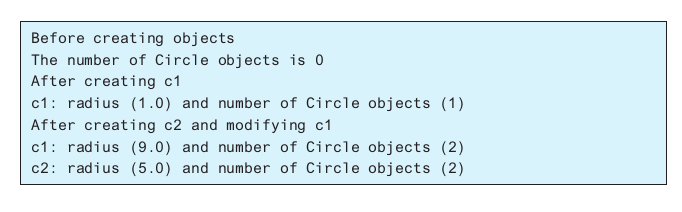 Before creating objects
The number of Circle objects is 0
After creating c1
c1: radius (1.0) and number of Circle objects (1)
After creating c2 and modifying c1
c1: radius (9.0) and number of Circle objects (2)
c2: radius (5.0) and number of Circle objects (2)